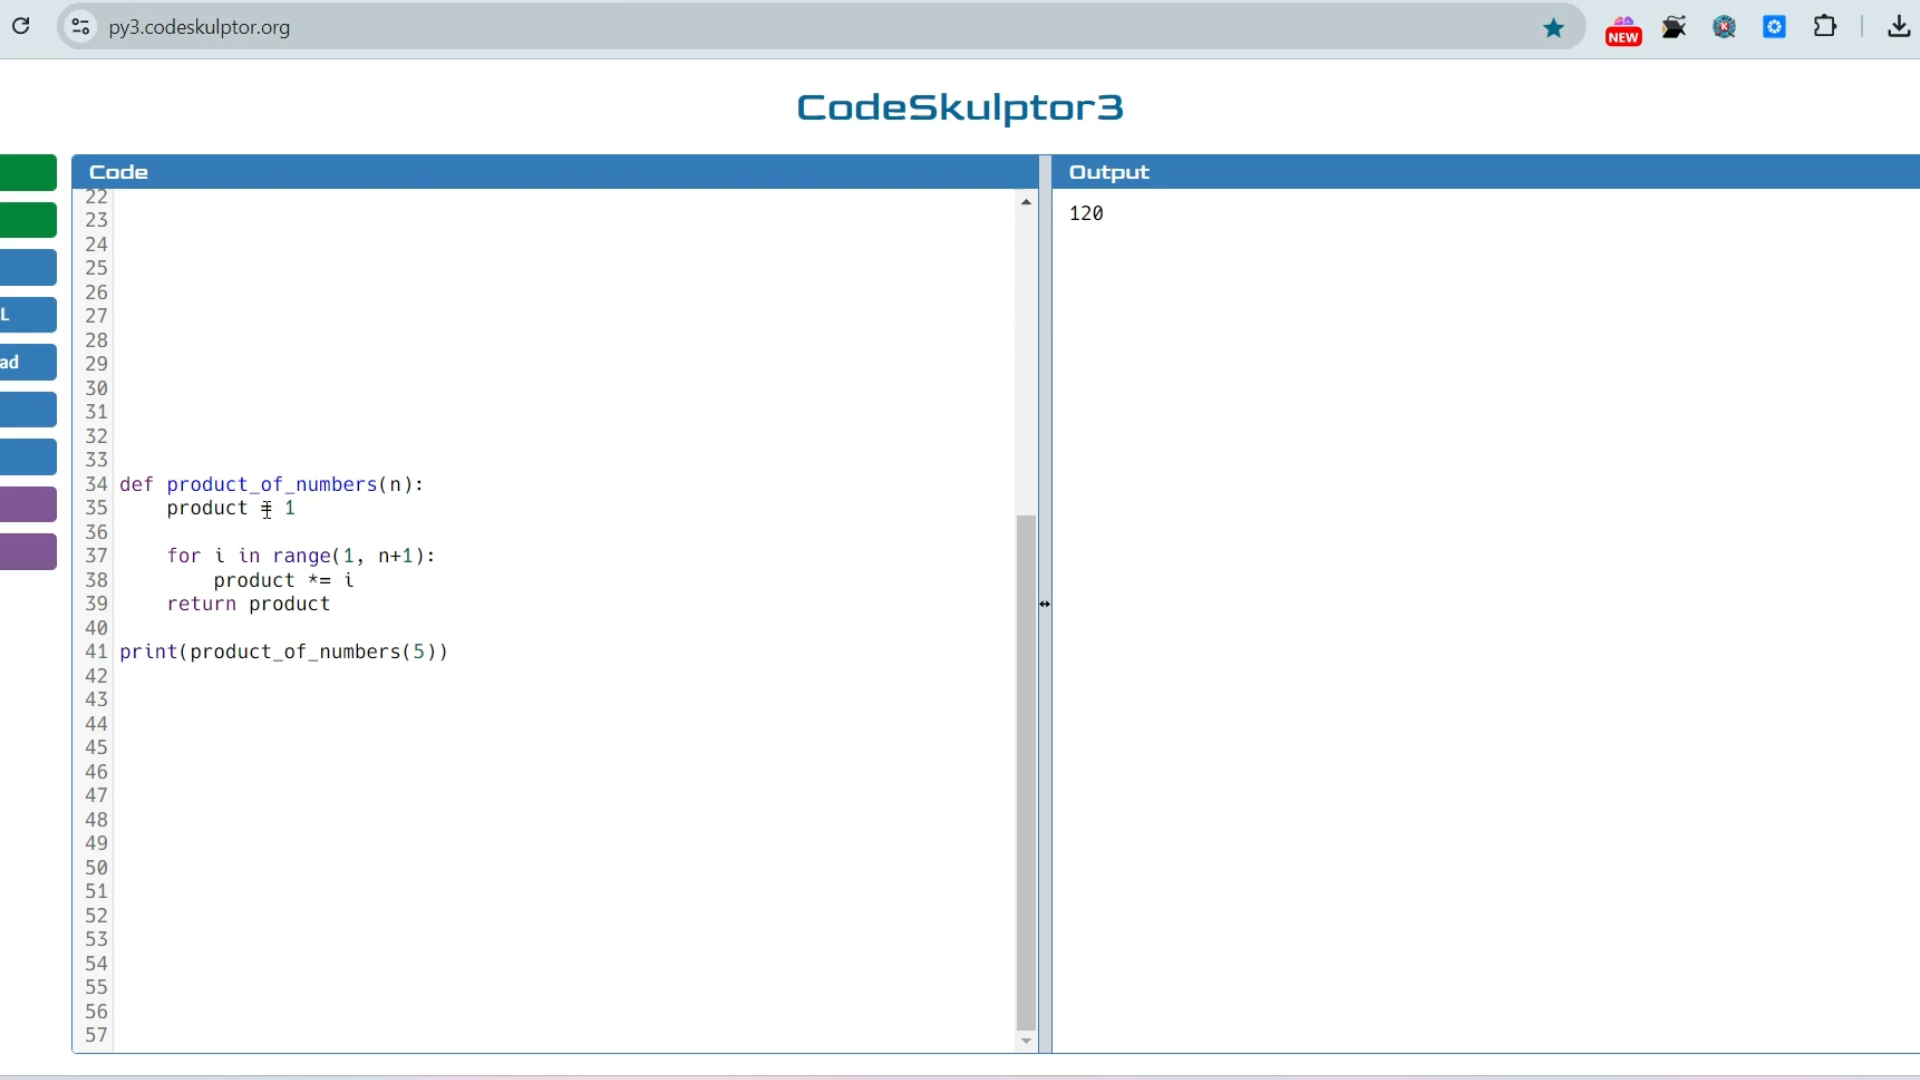 py3.codeskulptor.org
NEW
CodeSkulptor3
Code
Output
L
ad
22
23
24
25
26
27
28
29
30
31
32
33
34 def product_of_numbers(n):
35 product = 1
36
37 for i in range(1, n+1):
38 product *= i
39 return product
40
41 print(product_of_numbers(5))
42
43
44
45
46
47
48
49
50
51
52
53
54
55
56
57
120